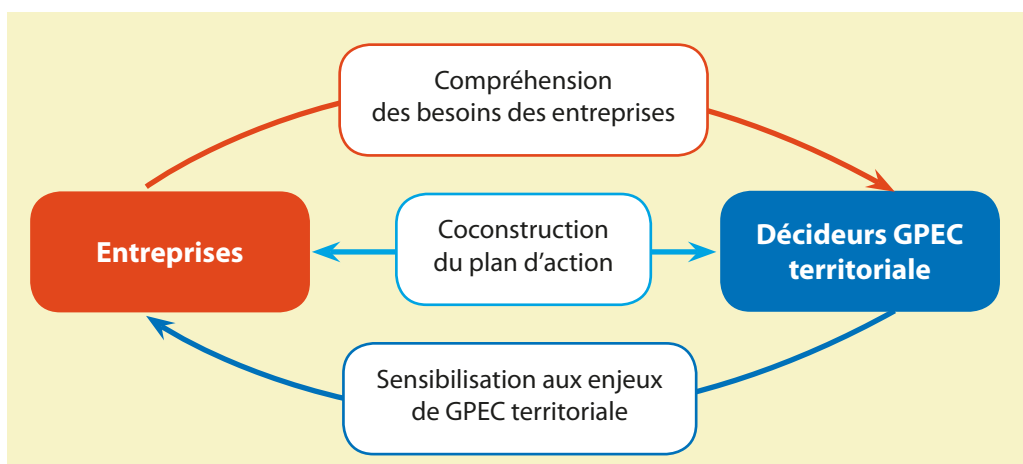 Compréhension
des besoins des entreprises
Entreprises
Coconstruction
du plan d’action
Décideurs GPEC
territoriale
Sensibilisation aux enjeux
de GPEC territoriale